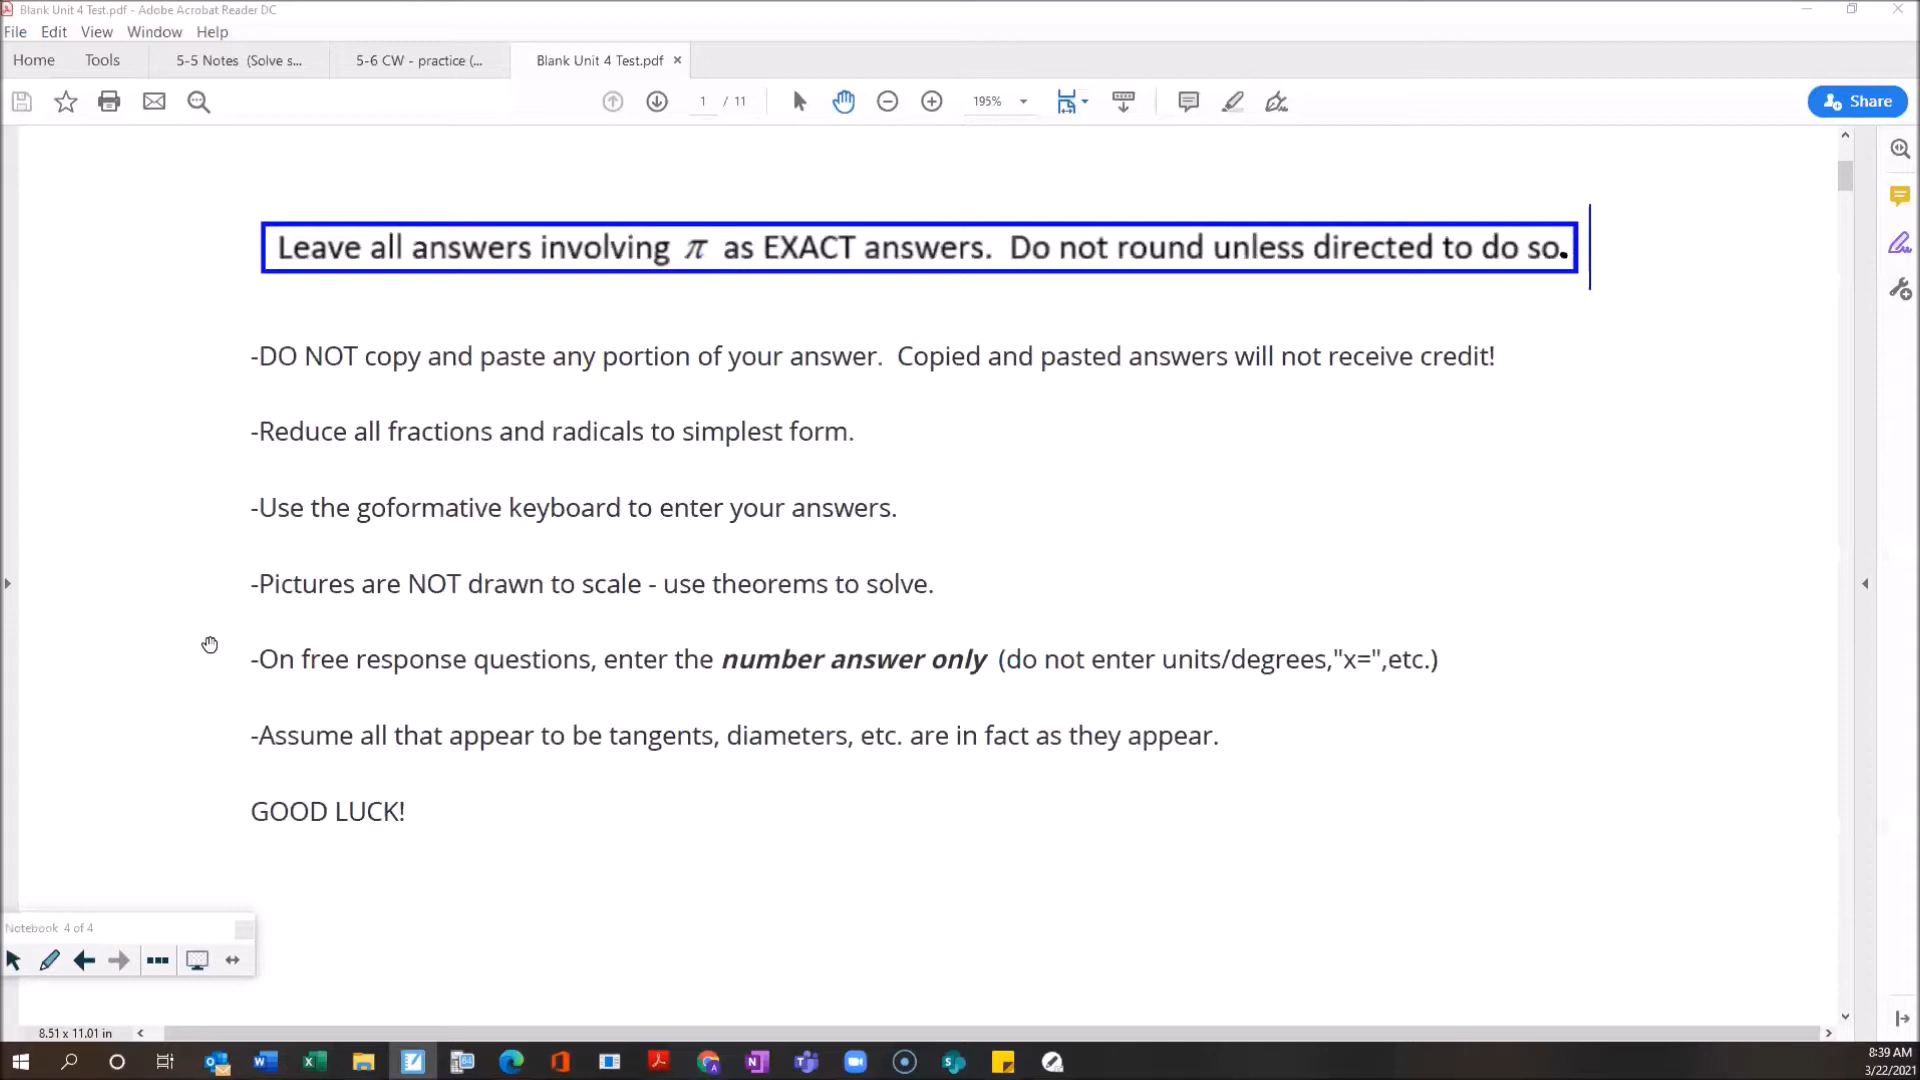 Blank Unit 4 Test.pdf - Adobe Acrobat Reader DC
File Edit View Window Help
Home Tools 5-5 Notes (Solve s... 5-6 CW - practice (... Blank Unit 4 Test.pdf ×
1 / 11 195% Share
Leave all answers involving π as EXACT answers. Do not round unless directed to do so.
-DO NOT copy and paste any portion of your answer. Copied and pasted answers will not receive credit!
-Reduce all fractions and radicals to simplest form.
-Use the goformative keyboard to enter your answers.
-Pictures are NOT drawn to scale - use theorems to solve.
-On free response questions, enter the number answer only (do not enter units/degrees,"x=",etc.)
-Assume all that appear to be tangents, diameters, etc. are in fact as they appear.
GOOD LUCK!
Notebook 4 of 4
8.51 x 11.01 in
8:39 AM
3/22/2021